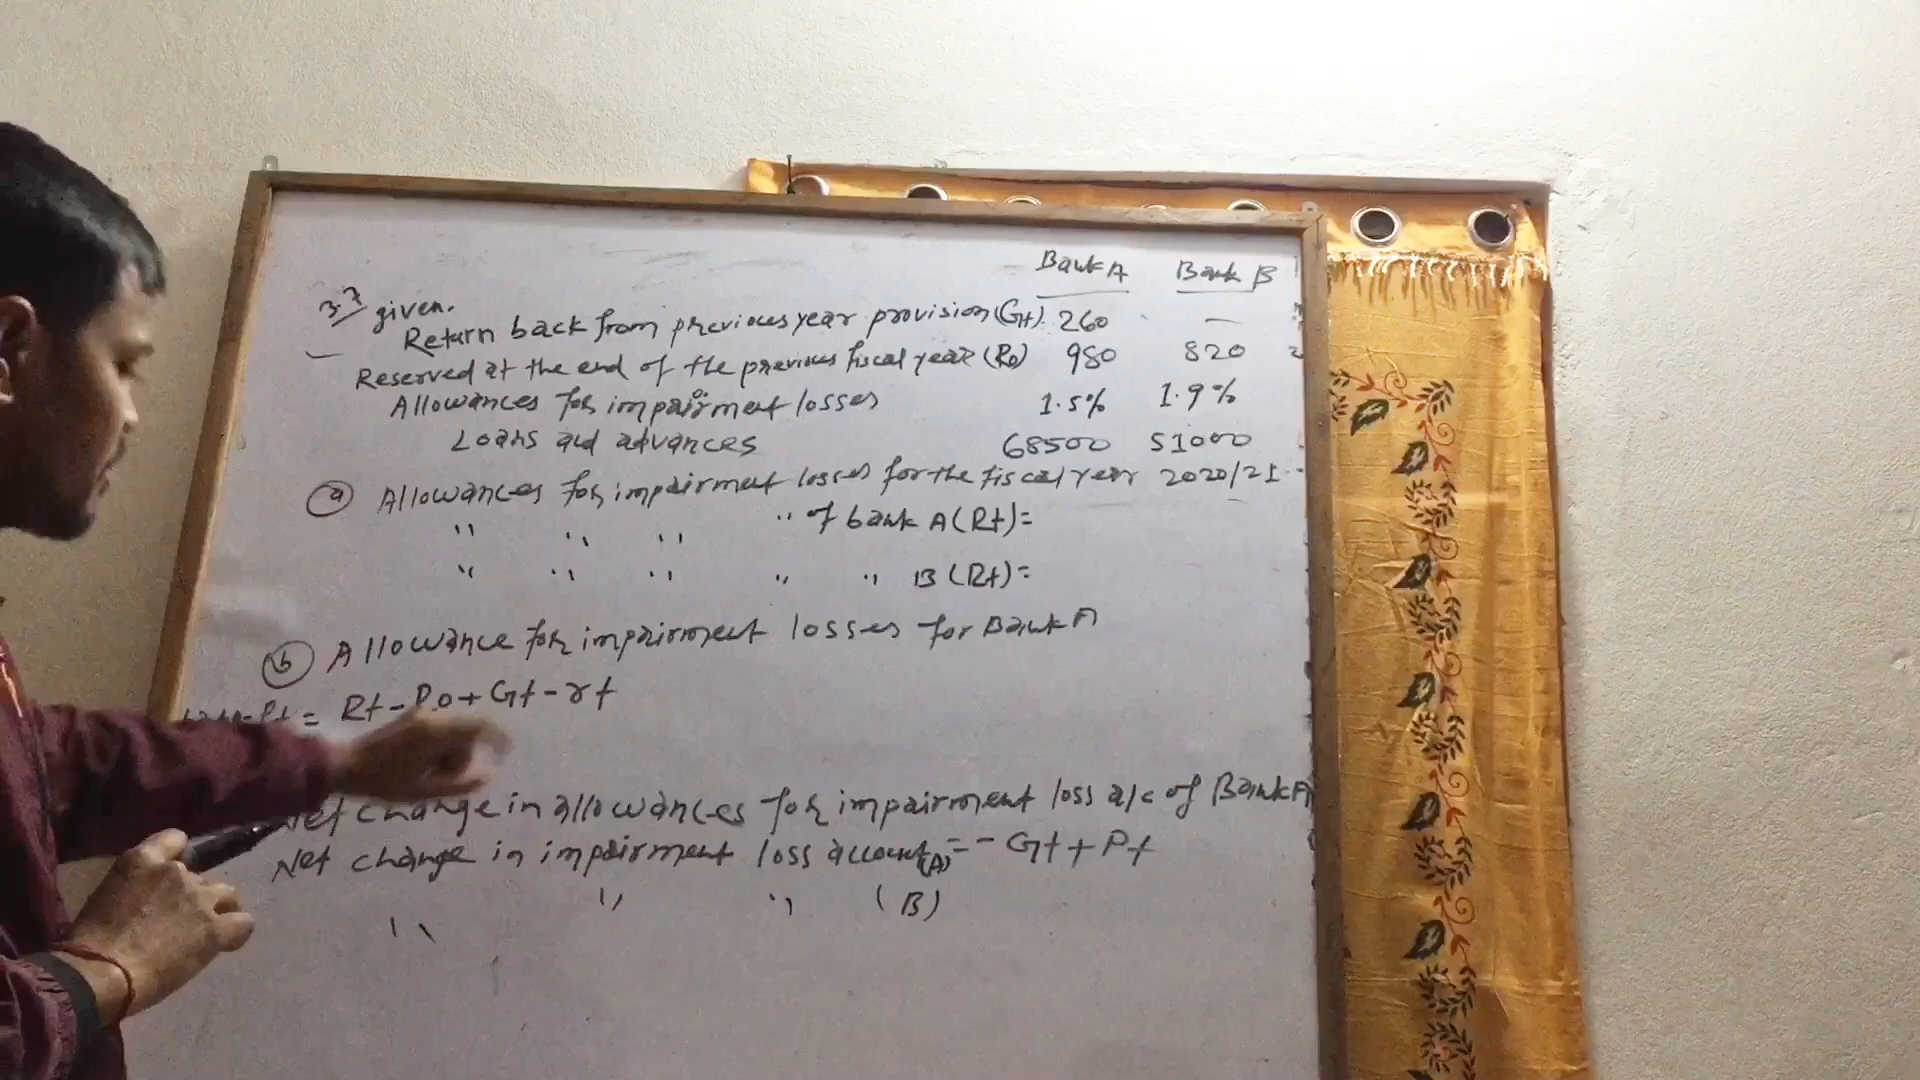 Bank A Bank B
3.7 given.
Return back from previous year provision (Gt). 260 —
Reserved at the end of the previous fiscal year (R0) 980 820
Allowances for impairment losses 1.5% 1.9%
Loans and advances 68500 51000
(a) Allowances for impairment losses for the fiscal year 2020/21
" " " " of bank A (Rt) =
" " " " " B (Rt) =
(b) Allowance for impairment losses for Bank A
= Rt - R0 + Gt - rt
Net change in allowances for impairment loss a/c of Bank A
Net change in impairment loss account (A) = - Gt + Pt
" " " (B)